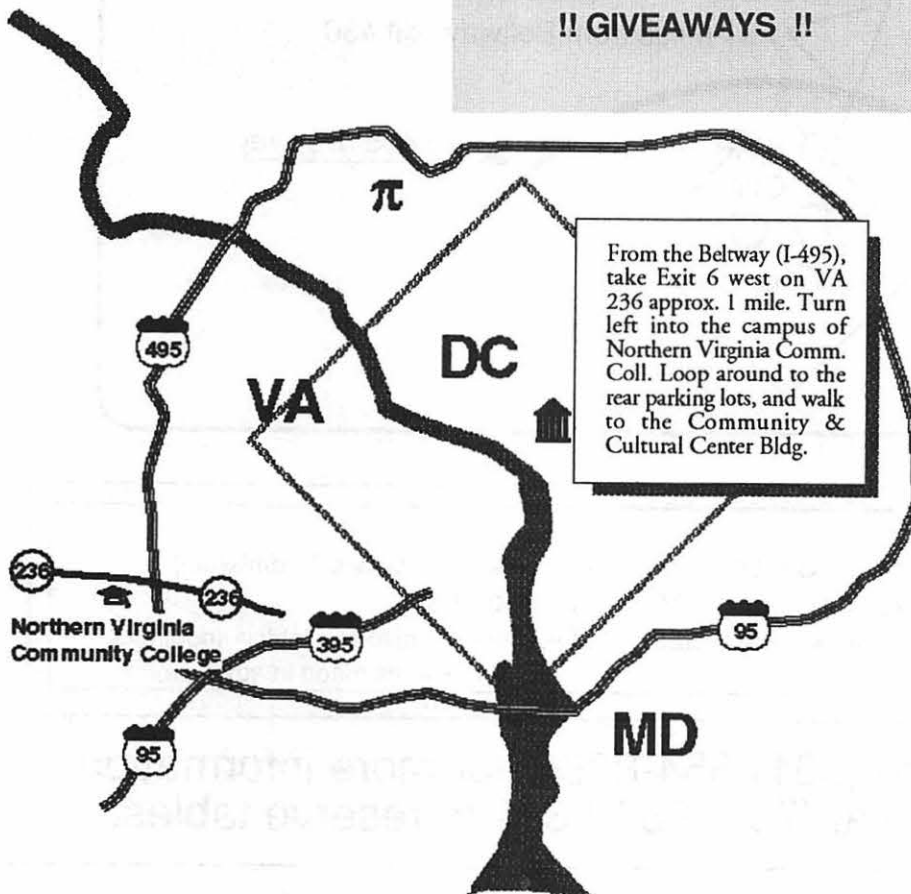 !! GIVEAWAYS !!
π
From the Beltway (I-495),
take Exit 6 west on VA
236 approx. 1 mile. Turn
left into the campus of
Northern Virginia Comm.
Coll. Loop around to the
rear parking lots, and walk
to the Community &
Cultural Center Bldg.
495
VA
DC
236
236
Northern Virginia
Community College
395
95
95
MD